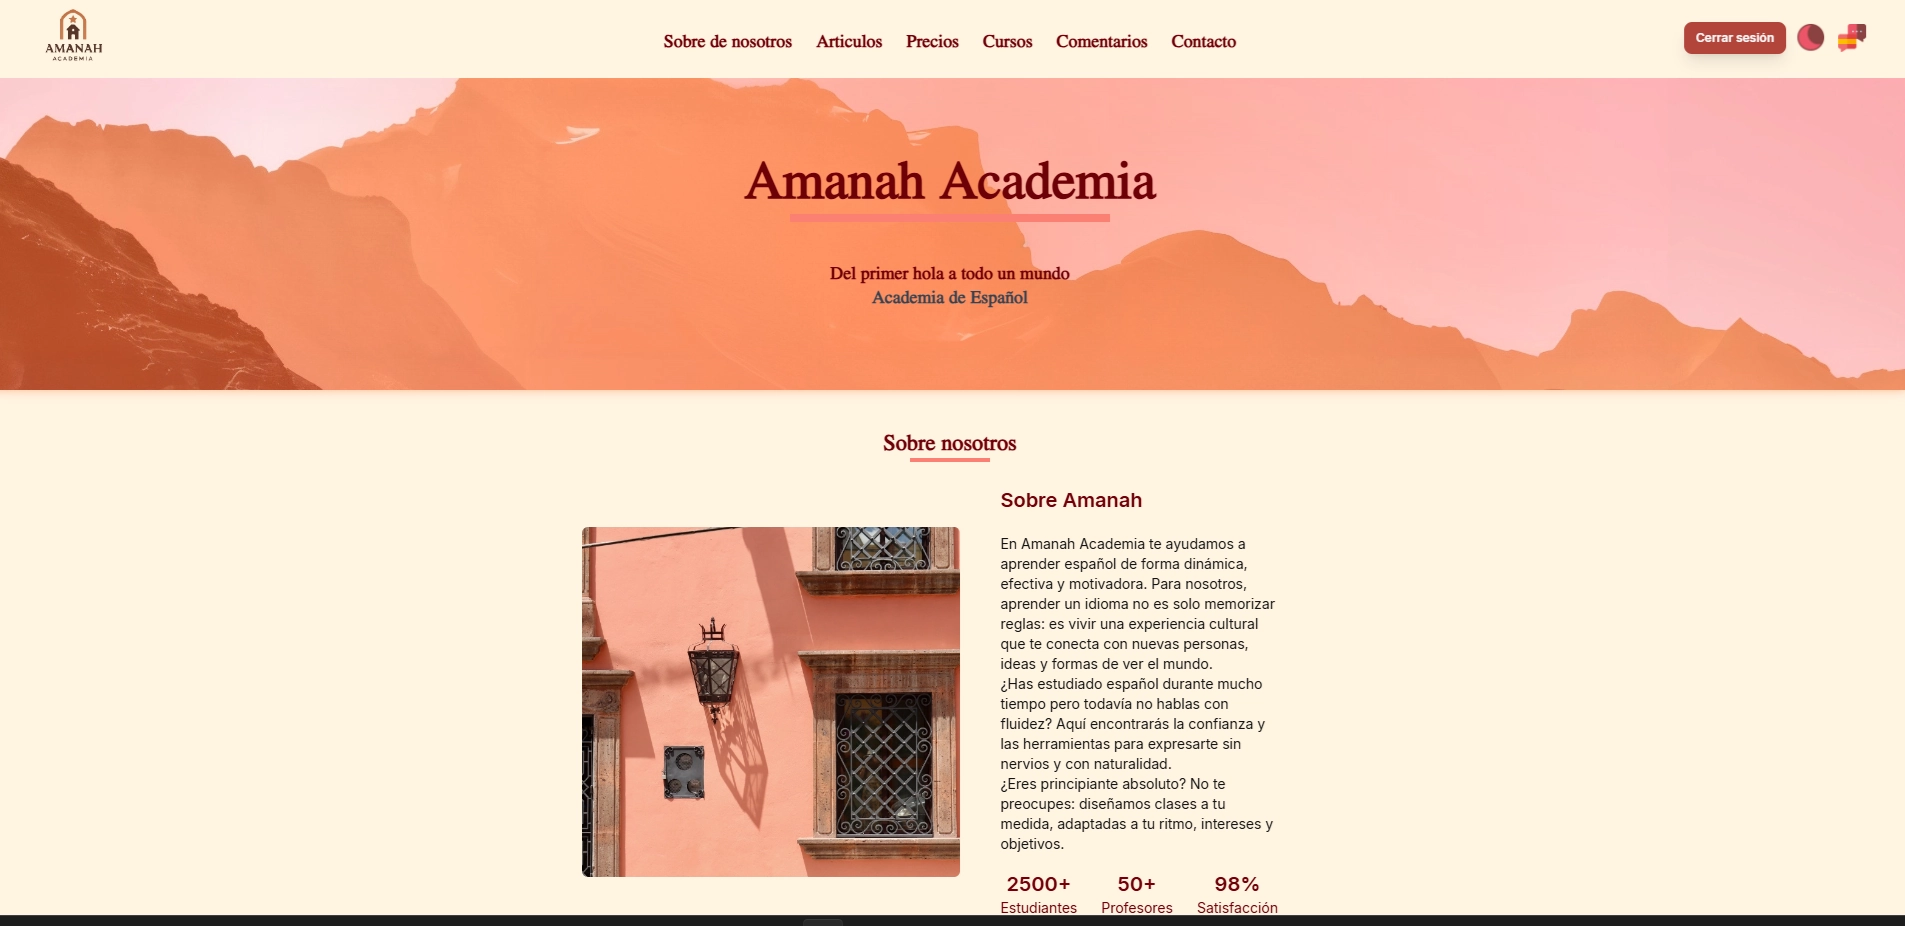 AMANAH
ACADEMIA
Sobre de nosotros
Articulos
Precios
Cursos
Comentarios
Contacto
Cerrar sesión
Amanah Academia
Del primer hola a todo un mundo
Academia de Español
Sobre nosotros
Sobre Amanah
En Amanah Academia te ayudamos a
aprender español de forma dinámica,
efectiva y motivadora. Para nosotros,
aprender un idioma no es solo memorizar
reglas: es vivir una experiencia cultural
que te conecta con nuevas personas,
ideas y formas de ver el mundo.
¿Has estudiado español durante mucho
tiempo pero todavía no hablas con
fluidez? Aquí encontrarás la confianza y
las herramientas para expresarte sin
nervios y con naturalidad.
¿Eres principiante absoluto? No te
preocupes: diseñamos clases a tu
medida, adaptadas a tu ritmo, intereses y
objetivos.
2500+
Estudiantes
50+
Profesores
98%
Satisfacción